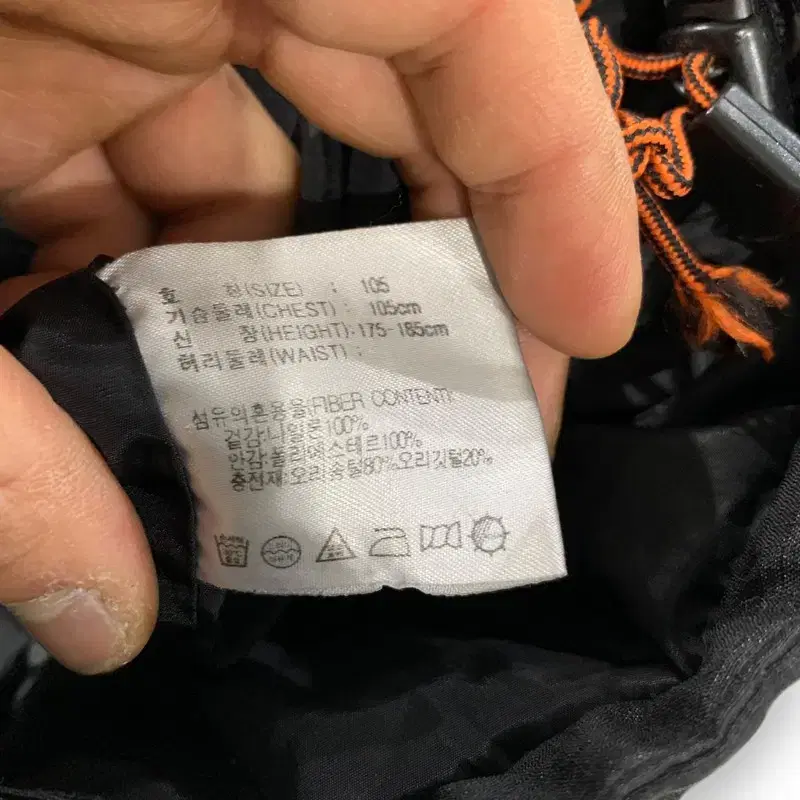 호 칭(SIZE) : 105
가슴둘레(CHEST) : 105cm
신 장(HEIGHT): 175-185cm
허리둘레(WAIST) :
섬유의혼용율(FIBER CONTENT)
겉감:나일론100%
안감:폴리에스테르100%
충전재:오리솜털80%오리깃털20%